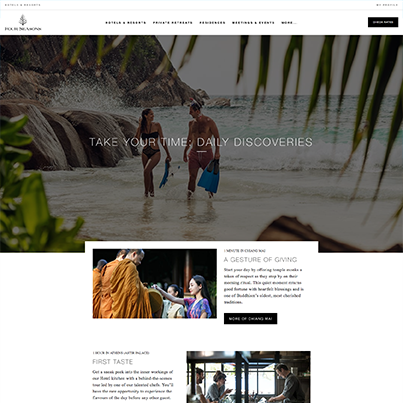 HOTELS & RESORTS
MY PROFILE
FOUR SEASONS
HOTELS & RESORTS PRIVATE RETREATS RESIDENCES MEETINGS & EVENTS MORE...
CHECK RATES
TAKE YOUR TIME: DAILY DISCOVERIES
1 MINUTE IN CHIANG MAI
A GESTURE OF GIVING
Start your day by offering temple monks a
token of respect as they stop by on their
morning ritual. This quiet moment stirs to
good fortune with heartfelt blessings and is
one of Buddhism's oldest, most cherished
traditions.
MORE OF CHIANG MAI
1 HOUR IN ATHENS (ASTIR PALACE)
FIRST TASTE
Get a sneak peek into the inner workings of
our Hotel kitchen with a behind-the-scenes
tour led by one of our talented chefs. You'll
have the rare opportunity to experience the
of the day before any other guest.